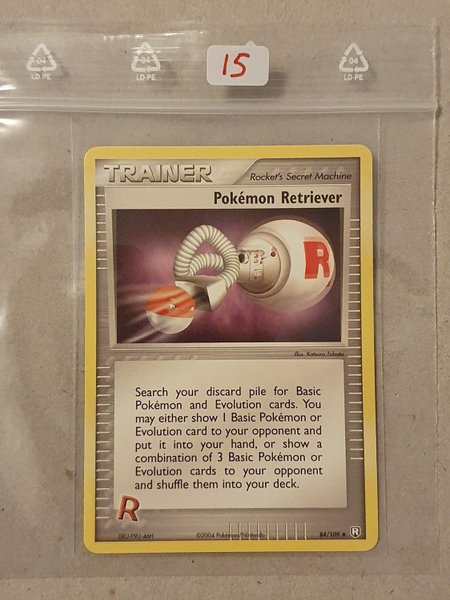 04
LD-PE
04
LD-PE
04
LD-PE
15
TRAINER
Rocket's Secret Machine
Pokémon Retriever
R
illus. Katsura Tabata
Search your discard pile for Basic
Pokémon and Evolution cards. You
may either show 1 Basic Pokémon or
Evolution card to your opponent and
put it into your hand, or show a
combination of 3 Basic Pokémon or
Evolution cards to your opponent
and shuffle them into your deck.
R
©2004 Pokémon/Nintendo
84/109
R